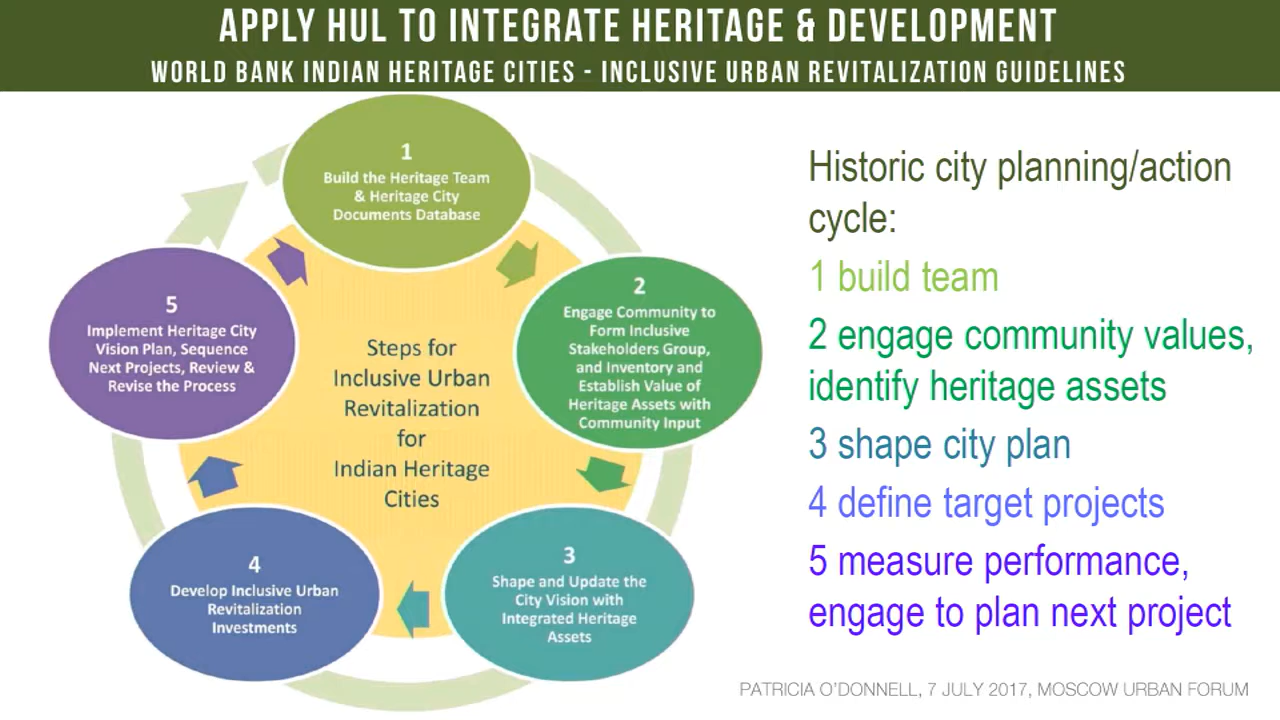 APPLY HUL TO INTEGRATE HERITAGE & DEVELOPMENT
WORLD BANK INDIAN HERITAGE CITIES - INCLUSIVE URBAN REVITALIZATION GUIDELINES
1
Build the Heritage Team
& Heritage City
Documents Database
2
Engage Community to
Form Inclusive
Stakeholders Group,
and Inventory and
Establish Value of
Heritage Assets with
Community Input
3
Shape and Update the
City Vision with
Integrated Heritage
Assets
4
Develop Inclusive Urban
Revitalization
Investments
5
Implement Heritage City
Vision Plan, Sequence
Next Projects, Review &
Revise the Process
Steps for
Inclusive Urban
Revitalization
for
Indian Heritage
Cities
Historic city planning/action
cycle:
1 build team
2 engage community values,
identify heritage assets
3 shape city plan
4 define target projects
5 measure performance,
engage to plan next project
PATRICIA O'DONNELL, 7 JULY 2017, MOSCOW URBAN FORUM